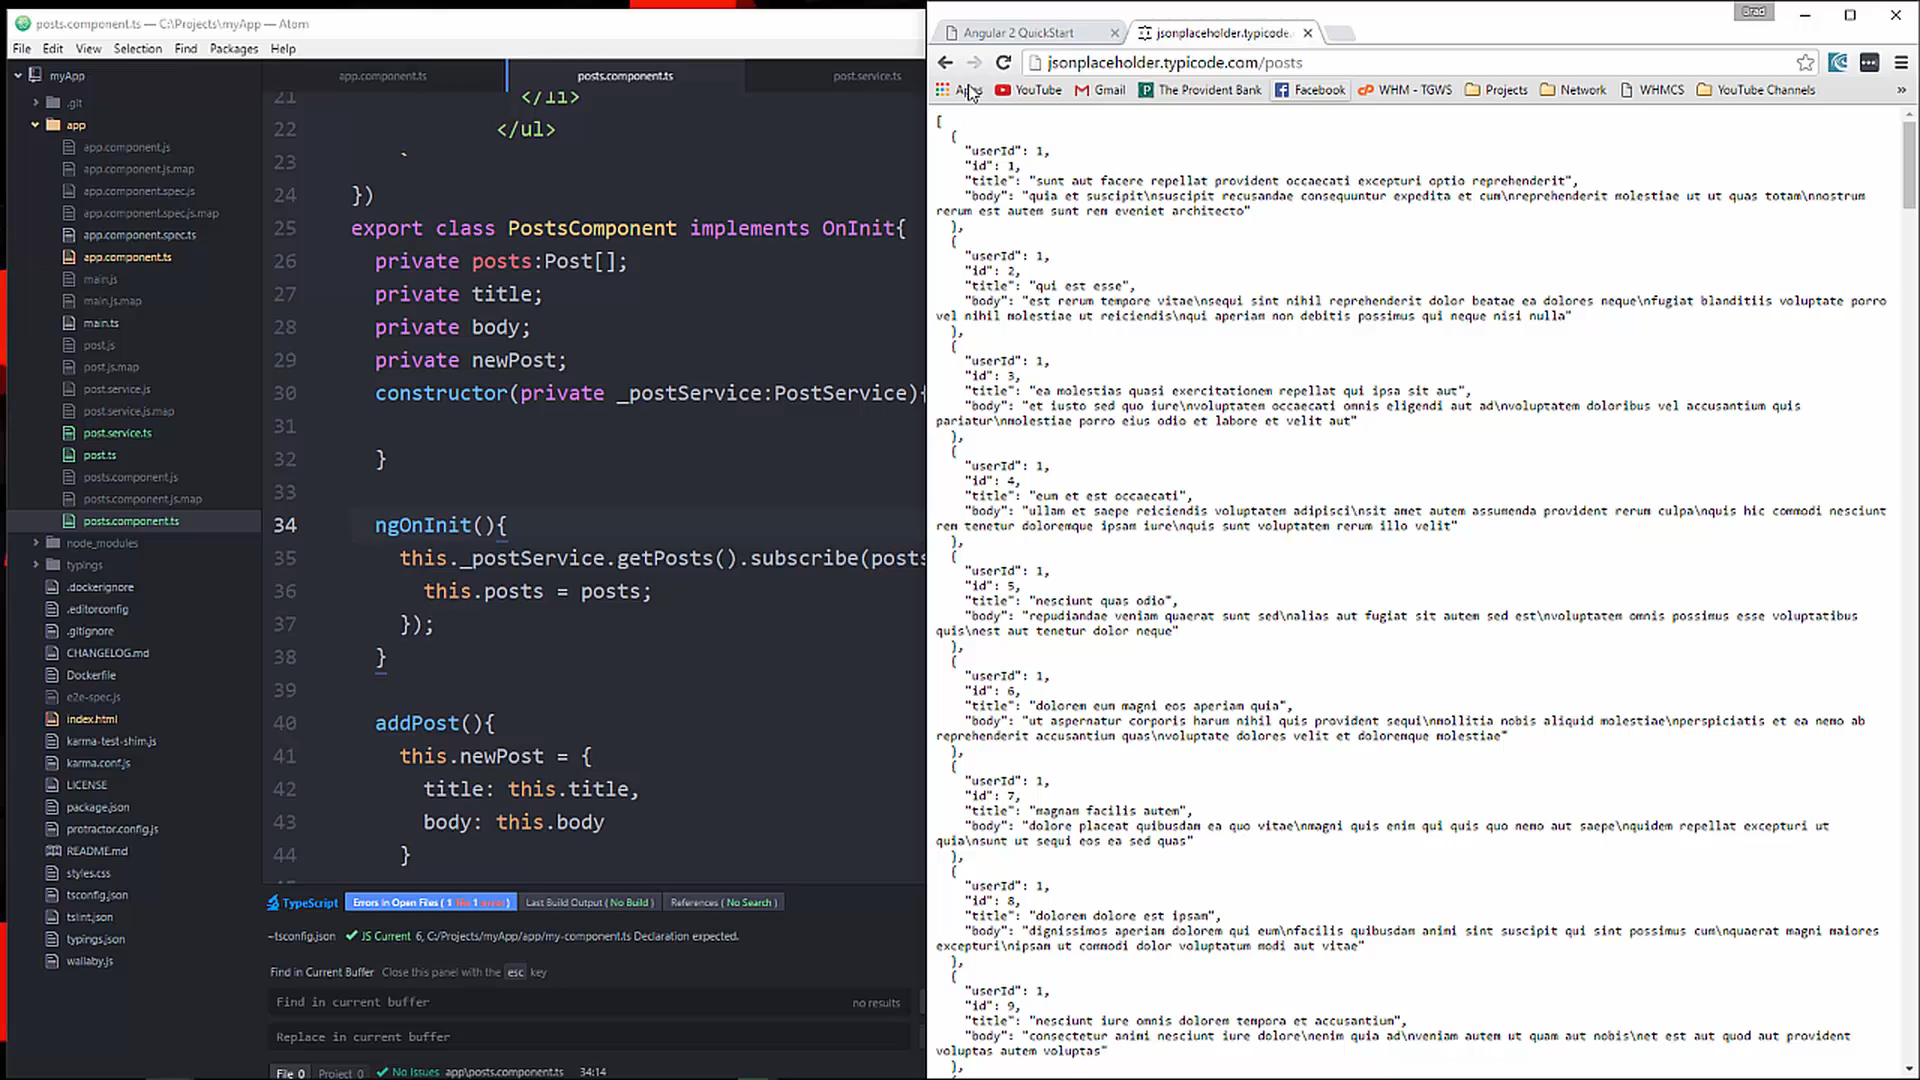 posts.component.ts — C:\Projects\myApp — Atom
File Edit View Selection Find Packages Help
myApp
.git
app
app.component.js
app.component.js.map
app.component.spec.js
app.component.spec.js.map
app.component.spec.ts
app.component.ts
main.js
main.js.map
main.ts
post.js
post.js.map
post.service.js
post.service.js.map
post.service.ts
post.ts
posts.component.js
posts.component.js.map
posts.component.ts
node_modules
typings
.dockerignore
.editorconfig
.gitignore
CHANGELOG.md
Dockerfile
e2e-spec.js
index.html
karma-test-shim.js
karma.conf.js
LICENSE
package.json
protractor.config.js
README.md
styles.css
tsconfig.json
tslint.json
typings.json
wallaby.js
app.component.ts posts.component.ts post.service.ts
21 </li>
22 </ul>
23 `
24 })
25 export class PostsComponent implements OnInit{
26 private posts:Post[];
27 private title;
28 private body;
29 private newPost;
30 constructor(private _postService:PostService){
31
32 }
33
34 ngOnInit(){
35 this._postService.getPosts().subscribe(posts
36 this.posts = posts;
37 });
38 }
39
40 addPost(){
41 this.newPost = {
42 title: this.title,
43 body: this.body
44 }
TypeScript Errors In Open Files ( 1 file 1 error ) Last Build Output ( No Build ) References ( No Search )
~tsconfig.json JS Current 6, C:/Projects/myApp/app/my-component.ts Declaration expected.
Find in Current Buffer Close this panel with the esc key
Find in current buffer no results
Replace in current buffer
File 0 Project 0 No Issues app\posts.component.ts 34:14
Brad
Angular 2 QuickStart jsonplaceholder.typicode.
jsonplaceholder.typicode.com/posts
Apps YouTube Gmail The Provident Bank Facebook WHM - TGWS Projects Network WHMCS YouTube Channels »
[
{
"userId": 1,
"id": 1,
"title": "sunt aut facere repellat provident occaecati excepturi optio reprehenderit",
"body": "quia et suscipit\nsuscipit recusandae consequuntur expedita et cum\nreprehenderit molestiae ut ut quas totam\nnostrum
rerum est autem sunt rem eveniet architecto"
},
{
"userId": 1,
"id": 2,
"title": "qui est esse",
"body": "est rerum tempore vitae\nsequi sint nihil reprehenderit dolor beatae ea dolores neque\nfugiat blanditiis voluptate porro
vel nihil molestiae ut reiciendis\nqui aperiam non debitis possimus qui neque nisi nulla"
},
{
"userId": 1,
"id": 3,
"title": "ea molestias quasi exercitationem repellat qui ipsa sit aut",
"body": "et iusto sed quo iure\nvoluptatem occaecati omnis eligendi aut ad\nvoluptatem doloribus vel accusantium quis
pariatur\nmolestiae porro eius odio et labore et velit aut"
},
{
"userId": 1,
"id": 4,
"title": "eum et est occaecati",
"body": "ullam et saepe reiciendis voluptatem adipisci\nsit amet autem assumenda provident rerum culpa\nquis hic commodi nesciunt
rem tenetur doloremque ipsam iure\nquis sunt voluptatem rerum illo velit"
},
{
"userId": 1,
"id": 5,
"title": "nesciunt quas odio",
"body": "repudiandae veniam quaerat sunt sed\nalias aut fugiat sit autem sed est\nvoluptatem omnis possimus esse voluptatibus
quis\nest aut tenetur dolor neque"
},
{
"userId": 1,
"id": 6,
"title": "dolorem eum magni eos aperiam quia",
"body": "ut aspernatur corporis harum nihil quis provident sequi\nmollitia nobis aliquid molestiae\nperspiciatis et ea nemo ab
reprehenderit accusantium quas\nvoluptate dolores velit et doloremque molestiae"
},
{
"userId": 1,
"id": 7,
"title": "magnam facilis autem",
"body": "dolore placeat quibusdam ea quo vitae\nmagni quis enim qui quis quo nemo aut saepe\nquidem repellat excepturi ut
quia\nsunt ut sequi eos ea sed quas"
},
{
"userId": 1,
"id": 8,
"title": "dolorem dolore est ipsam",
"body": "dignissimos aperiam dolorem qui eum\nfacilis quibusdam animi sint suscipit qui sint possimus cum\nquaerat magni maiores
excepturi\nipsam ut commodi dolor voluptatum modi aut vitae"
},
{
"userId": 1,
"id": 9,
"title": "nesciunt iure omnis dolorem tempora et accusantium",
"body": "consectetur animi nesciunt iure dolore\nenim quia ad\nveniam autem ut quam aut nobis\net est aut quod aut provident
voluptas autem voluptas"
},